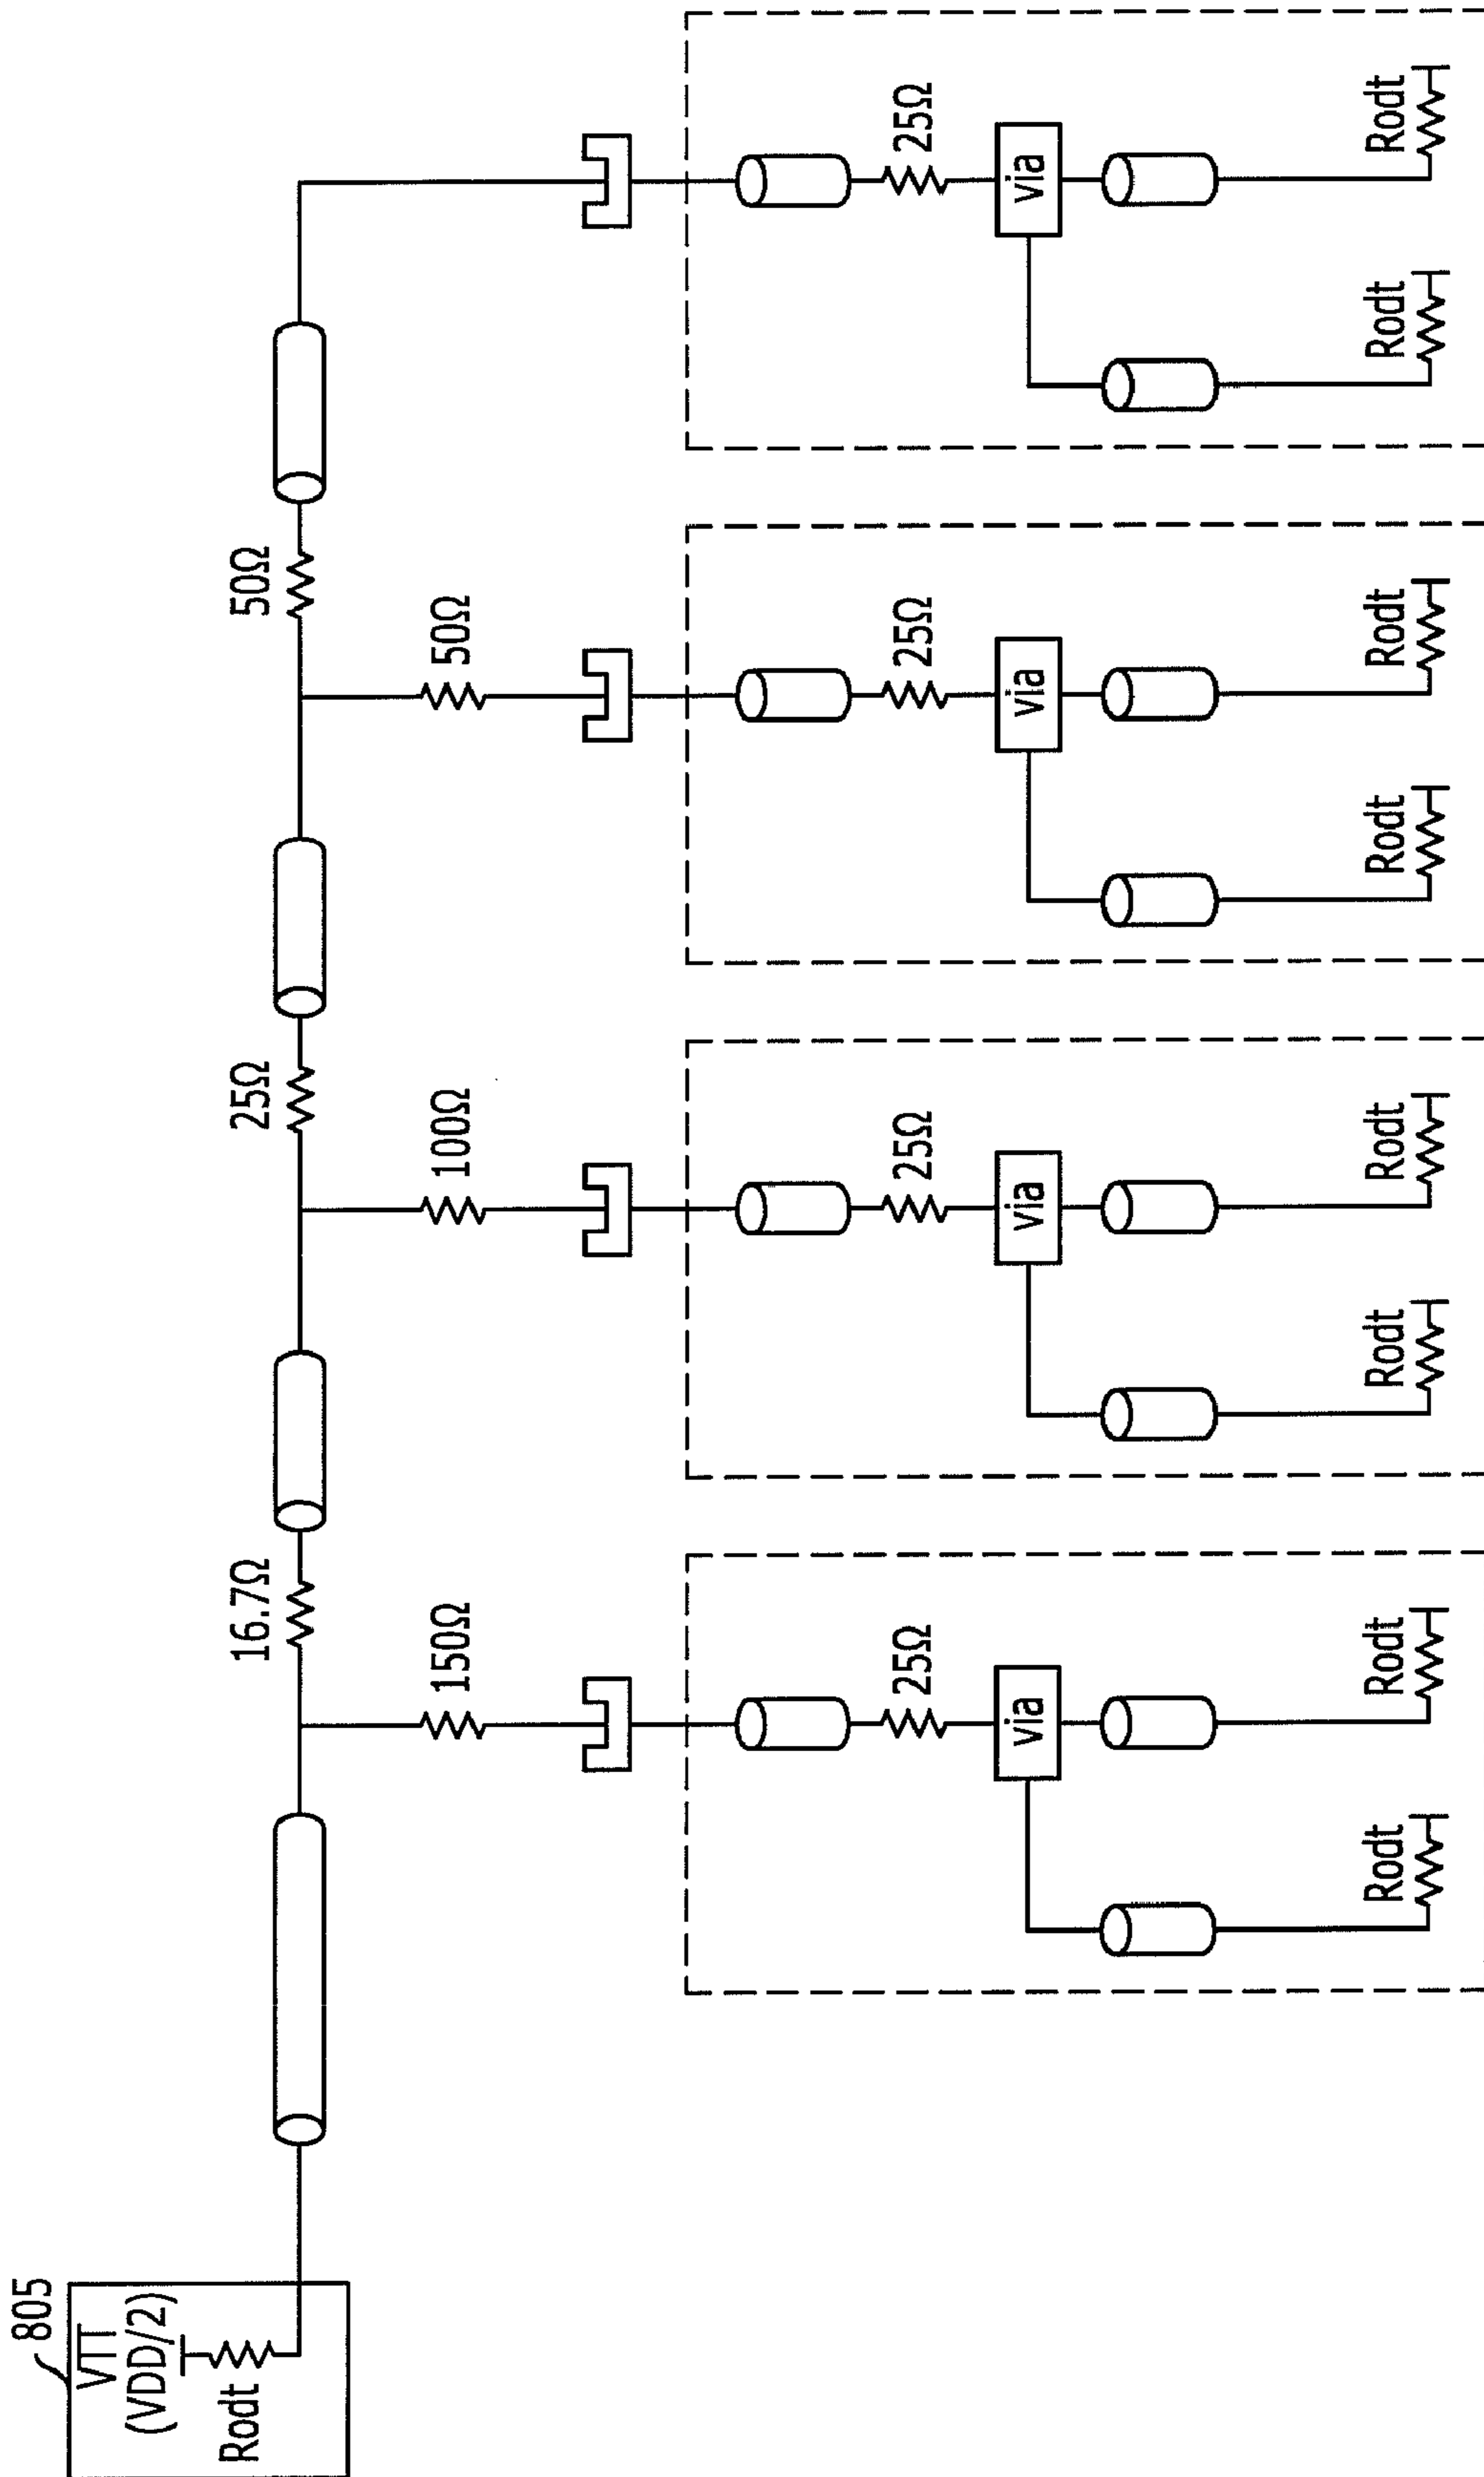 805
VTT
(VDD/2)
Rodt
16.7Ω
25Ω
50Ω
150Ω
100Ω
50Ω
25Ω
25Ω
25Ω
25Ω
via
via
via
via
Rodt
Rodt
Rodt
Rodt
Rodt
Rodt
Rodt
Rodt